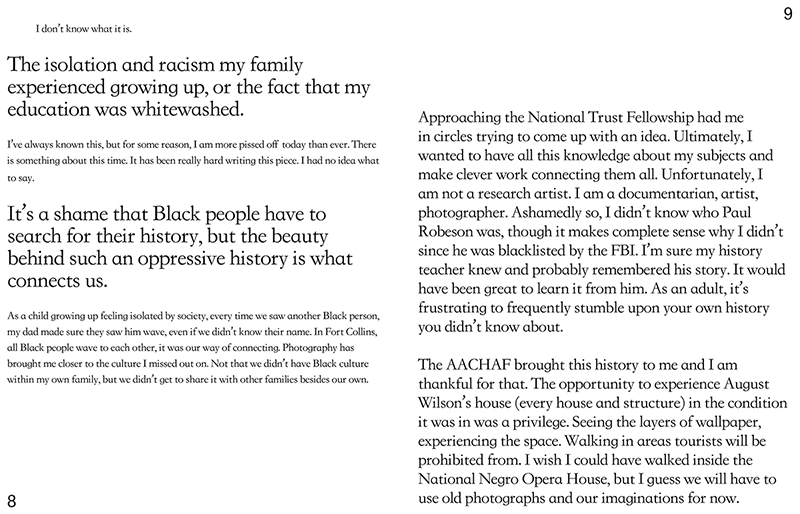 I don't know what it is.
The isolation and racism my family
experienced growing up, or the fact that my
education was whitewashed.
I've always known this, but for some reason, I am more pissed off today than ever. There
is something about this time. It has been really hard writing this piece. I had no idea what
to say.
It's a shame that Black people have to
search for their history, but the beauty
behind such an oppressive history is what
connects us.
As a child growing up feeling isolated by society, every time we saw another Black person,
my dad made sure they saw him wave, even if we didn't know their name. In Fort Collins,
all Black people wave to each other, it was our way of connecting. Photography has
brought me closer to the culture I missed out on. Not that we didn't have Black culture
within my own family, but we didn't get to share it with other families besides our own.
8
9
Approaching the National Trust Fellowship had me
in circles trying to come up with an idea. Ultimately, I
wanted to have all this knowledge about my subjects and
make clever work connecting them all. Unfortunately, I
am not a research artist. I am a documentarian, artist,
photographer. Ashamedly so, I didn't know who Paul
Robeson was, though it makes complete sense why I didn't
since he was blacklisted by the FBI. I'm sure my history
teacher knew and probably remembered his story. It would
have been great to learn it from him. As an adult, it's
frustrating to frequently stumble upon your own history
you didn't know about.
The AACHAF brought this history to me and I am
thankful for that. The opportunity to experience August
Wilson's house (every house and structure) in the condition
it was in was a privilege. Seeing the layers of wallpaper,
experiencing the space. Walking in areas tourists will be
prohibited from. I wish I could have walked inside the
National Negro Opera House, but I guess we will have to
use old photographs and our imaginations for now.